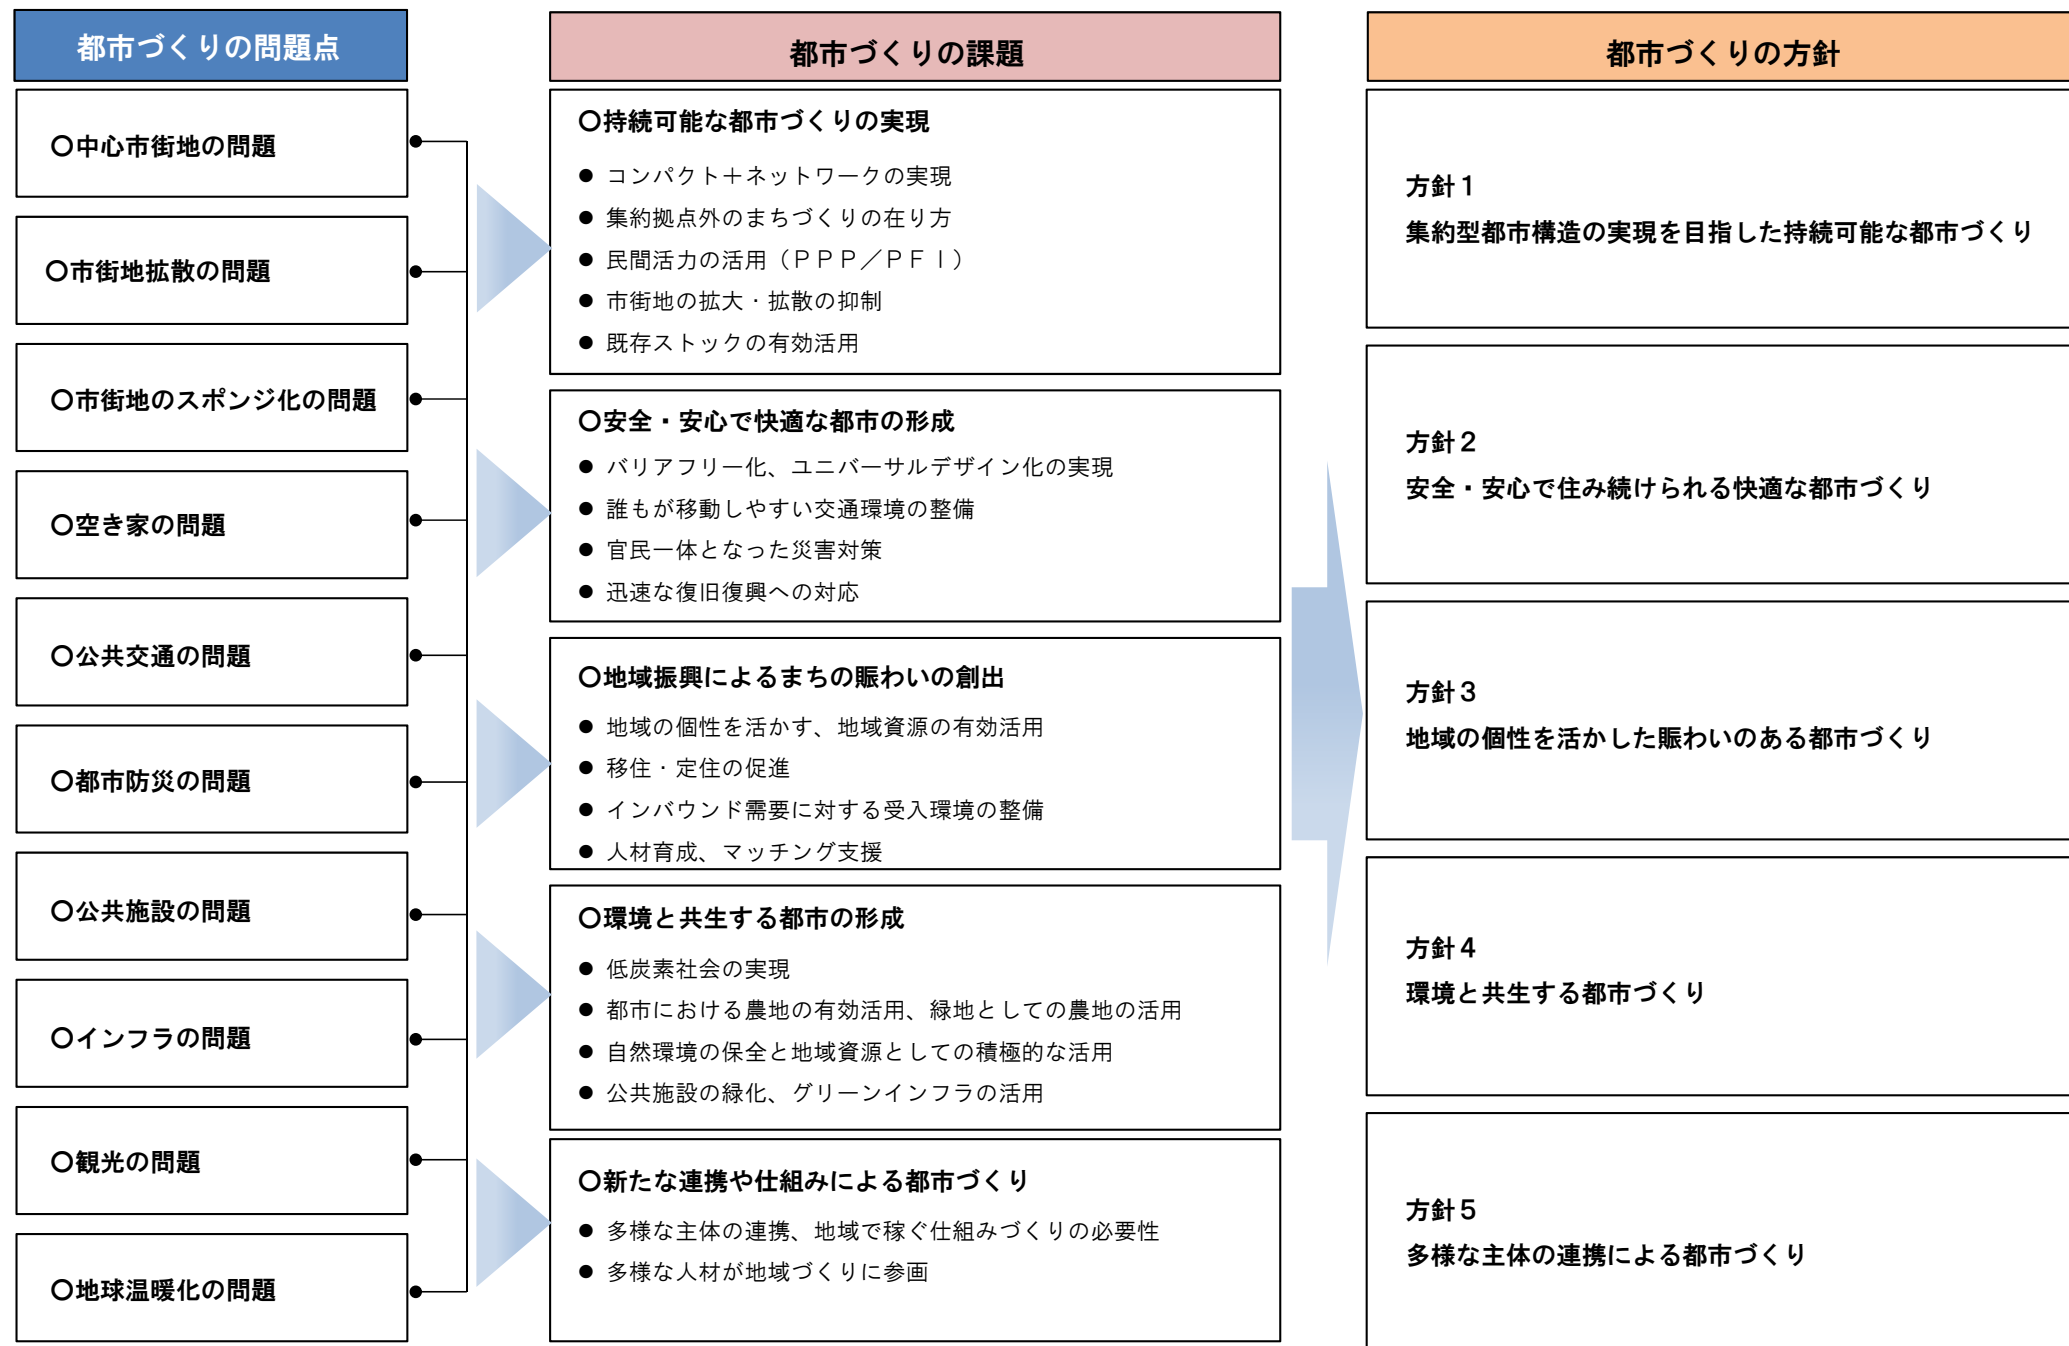 都市づくりの問題点
〇中心市街地の問題
〇市街地拡散の問題
〇市街地のスポンジ化の問題
〇空き家の問題
〇公共交通の問題
〇都市防災の問題
〇公共施設の問題
〇インフラの問題
〇観光の問題
〇地球温暖化の問題
都市づくりの課題
〇持続可能な都市づくりの実現
● コンパクト＋ネットワークの実現
● 集約拠点外のまちづくりの在り方
● 民間活力の活用（ＰＰＰ／ＰＦＩ）
● 市街地の拡大・拡散の抑制
● 既存ストックの有効活用
〇安全・安心で快適な都市の形成
● バリアフリー化、ユニバーサルデザイン化の実現
● 誰もが移動しやすい交通環境の整備
● 官民一体となった災害対策
● 迅速な復旧復興への対応
〇地域振興によるまちの賑わいの創出
● 地域の個性を活かす、地域資源の有効活用
● 移住・定住の促進
● インバウンド需要に対する受入環境の整備
● 人材育成、マッチング支援
〇環境と共生する都市の形成
● 低炭素社会の実現
● 都市における農地の有効活用、緑地としての農地の活用
● 自然環境の保全と地域資源としての積極的な活用
● 公共施設の緑化、グリーンインフラの活用
〇新たな連携や仕組みによる都市づくり
● 多様な主体の連携、地域で稼ぐ仕組みづくりの必要性
● 多様な人材が地域づくりに参画
都市づくりの方針
方針１
集約型都市構造の実現を目指した持続可能な都市づくり
方針２
安全・安心で住み続けられる快適な都市づくり
方針３
地域の個性を活かした賑わいのある都市づくり
方針４
環境と共生する都市づくり
方針５
多様な主体の連携による都市づくり